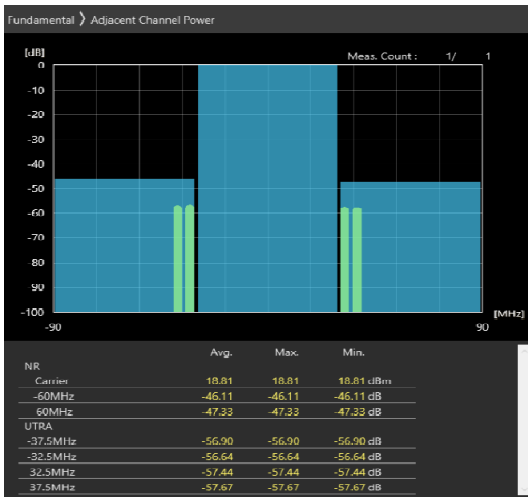 Fundamental ❯ Adjacent Channel Power
[dB]
Meas. Count : 1/ 1
0
-10
-20
-30
-40
-50
-60
-70
-80
90
-100
[MHz]
-90 90
Avg. Max. Min.
NR
Carrier 18.81 18.81 18.81 dBm
-60MHz -46.11 -46.11 -46.11 dB
60MHz -47.33 -47.33 -47.33 dB
UTRA
-37.5MHz -56.90 -56.90 -56.90 dB
-32.5MHz -56.64 -56.64 -56.64 dB
32.5MHz -57.44 -57.44 -57.44 dB
37.5MHz -57.67 -57.67 -57.67 dB